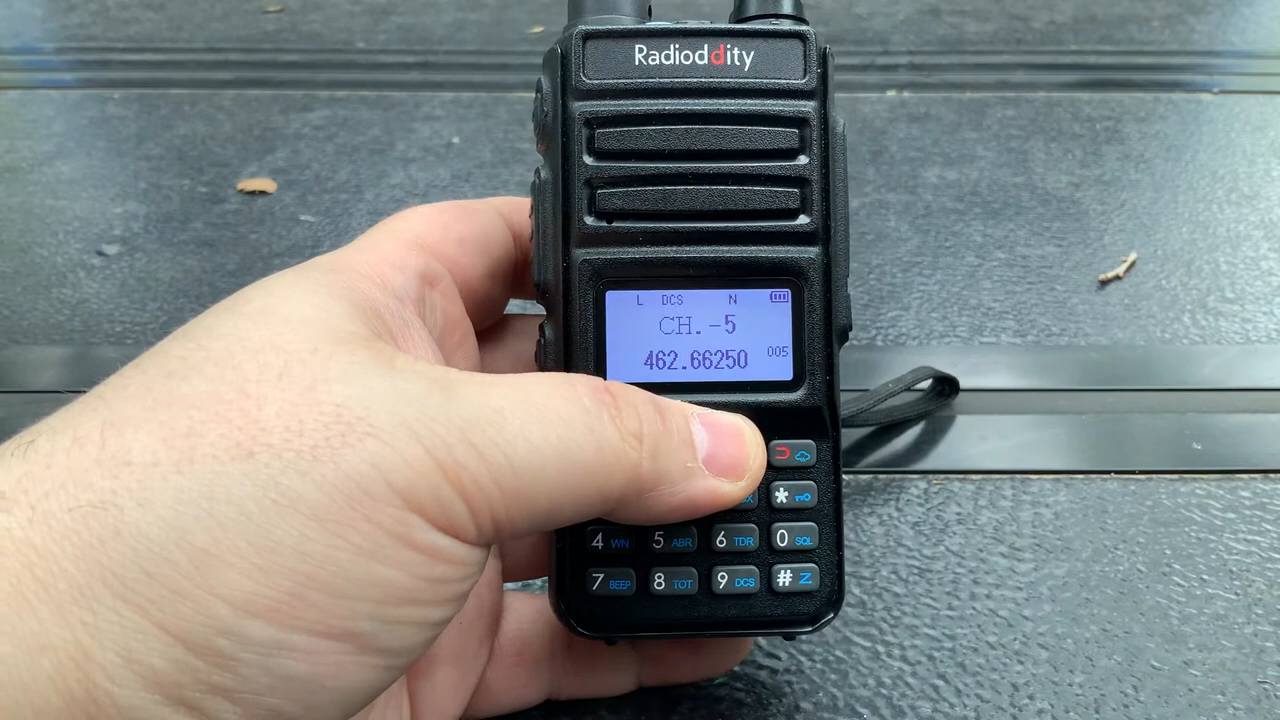 Radioddity
L DCS N
CH.-5
462.66250 005
*
4 WN 5 ABR 6 TDR 0 SQL
7 BEEP 8 TOT 9 DCS # Z